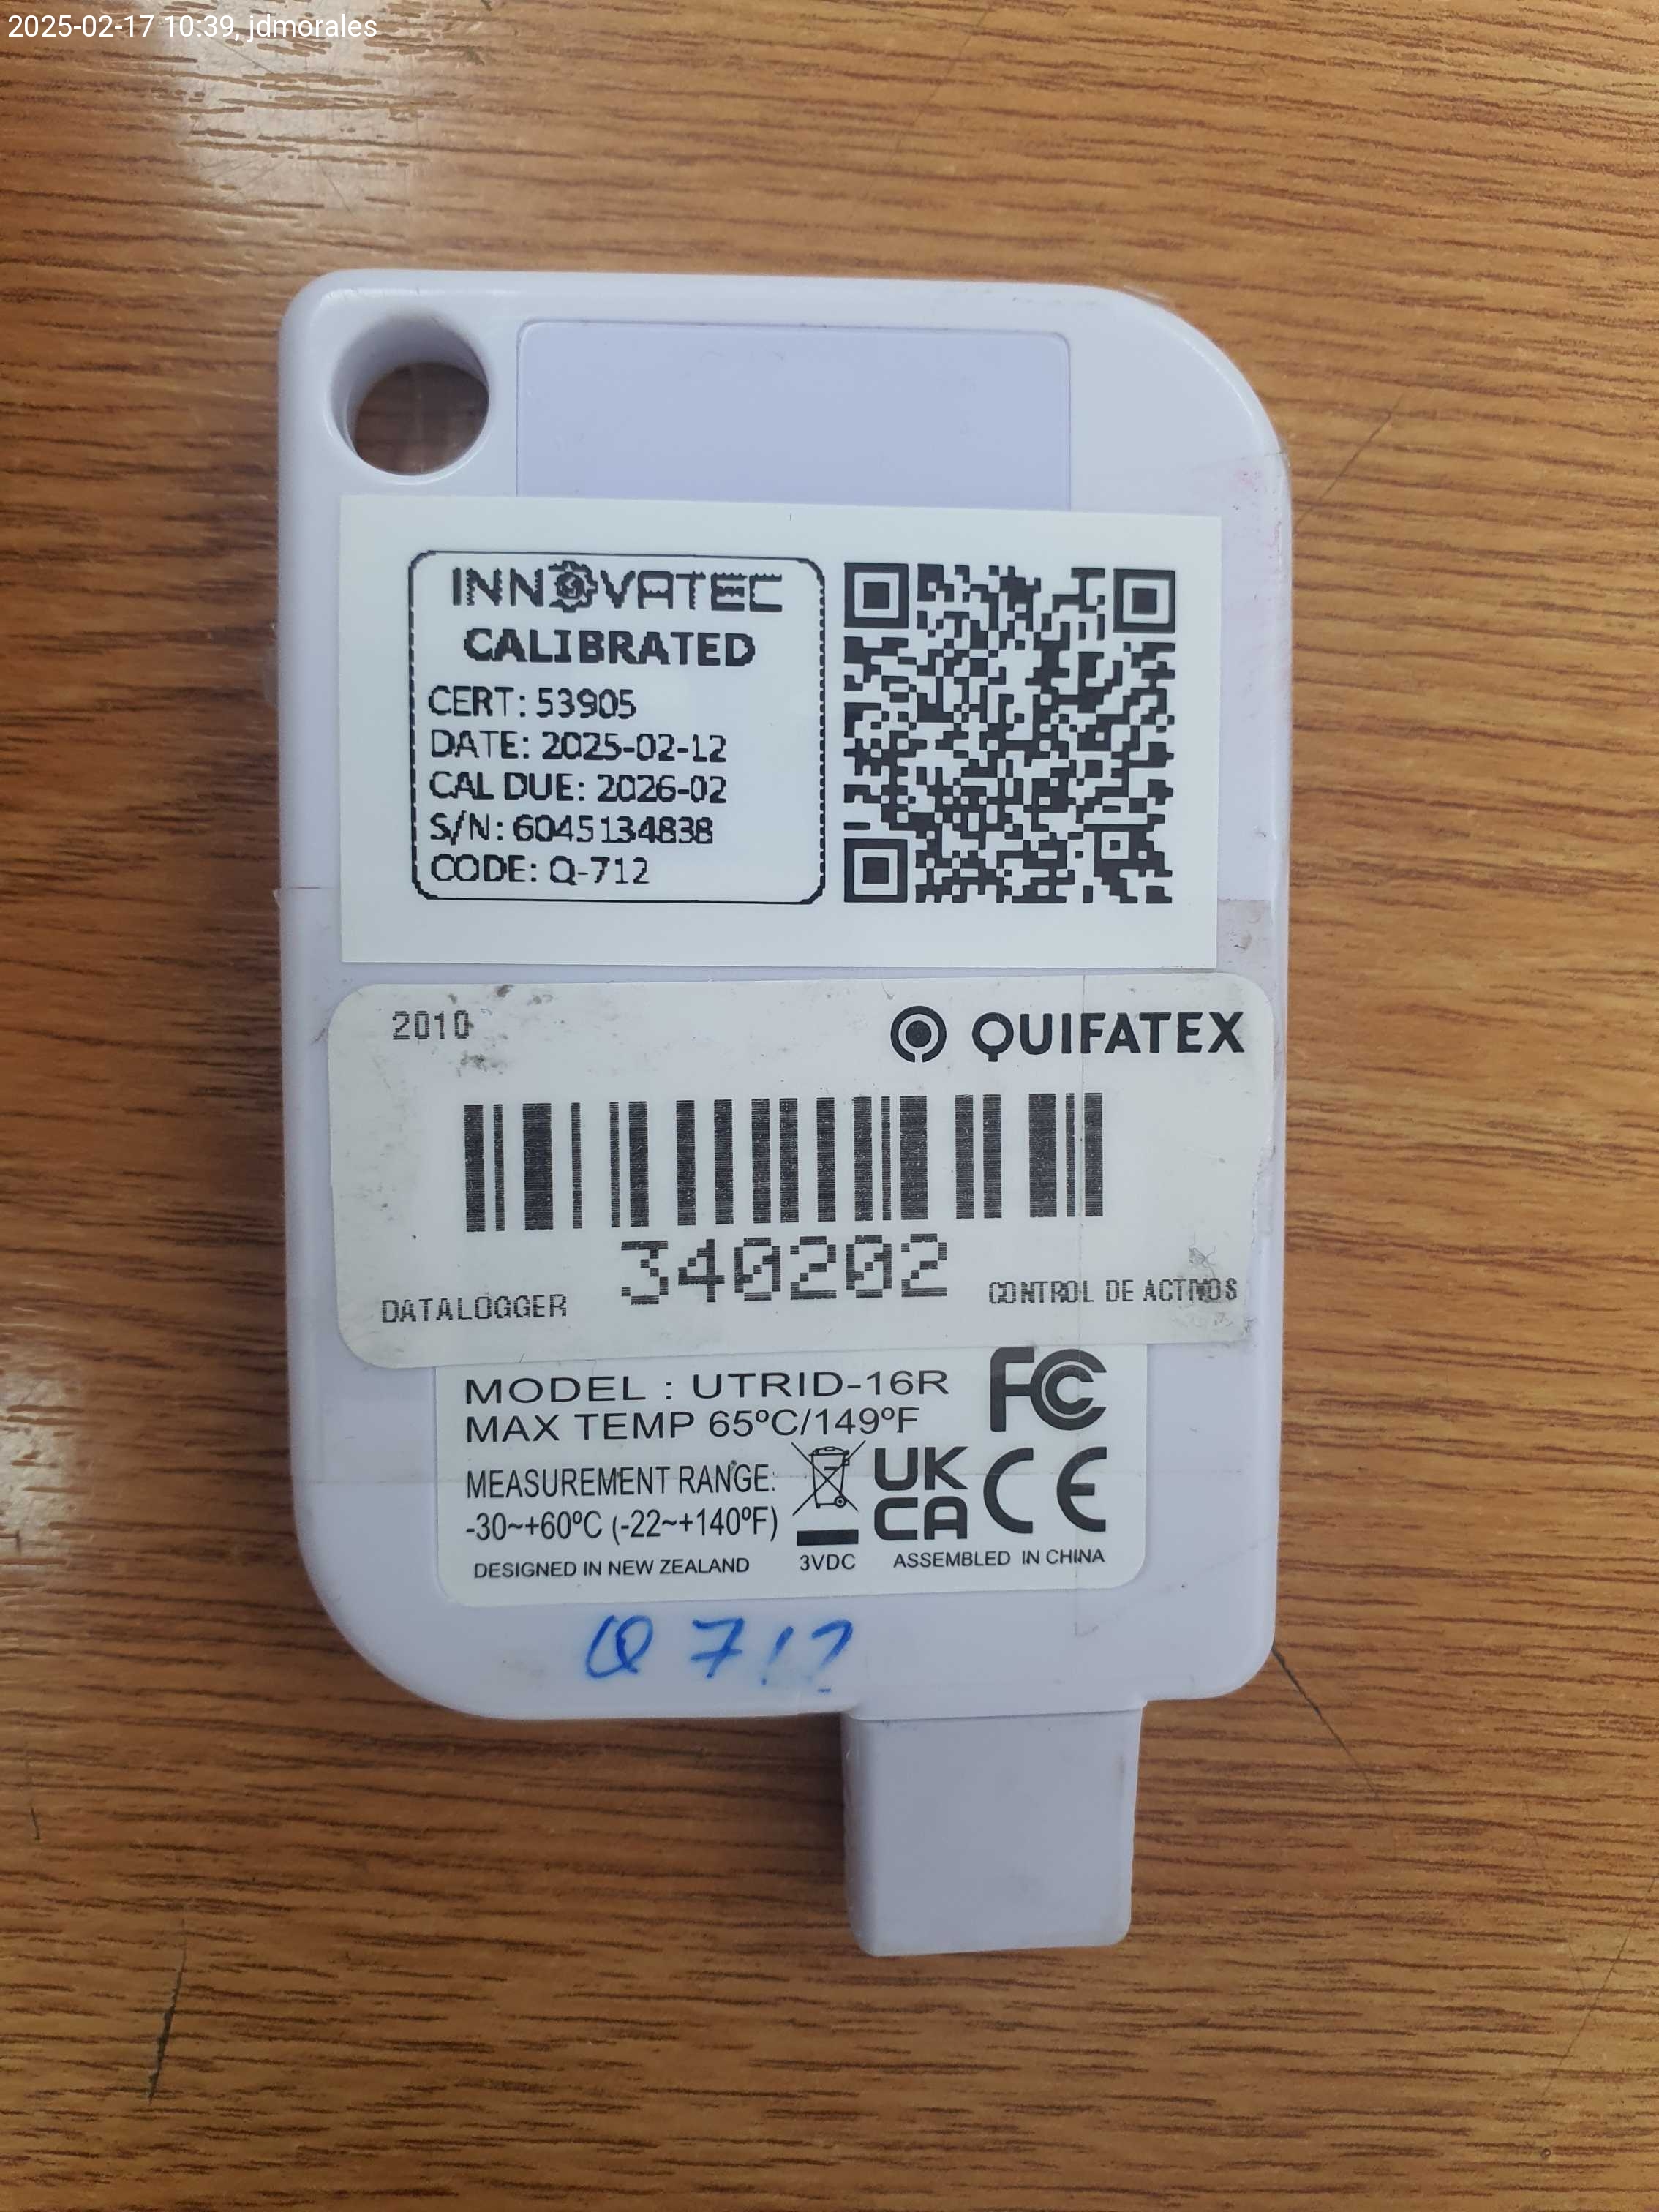 2025-02-17 10:39, jdmorales
INNOVATEC
CALIBRATED
CERT: 53905
DATE: 2025-02-12
CAL DUE: 2026-02
S/N: 6045134838
CODE: Q-712
2010
QUIFATEX
340202
DATALOGGER
CONTROL DE ACTIVOS
MODEL : UTRID-16R
FC
MAX TEMP 65ºC/149ºF
MEASUREMENT RANGE:
-30~+60ºC (-22~+140ºF)
UK
CA
CE
DESIGNED IN NEW ZEALAND
3VDC
ASSEMBLED IN CHINA
Q 712